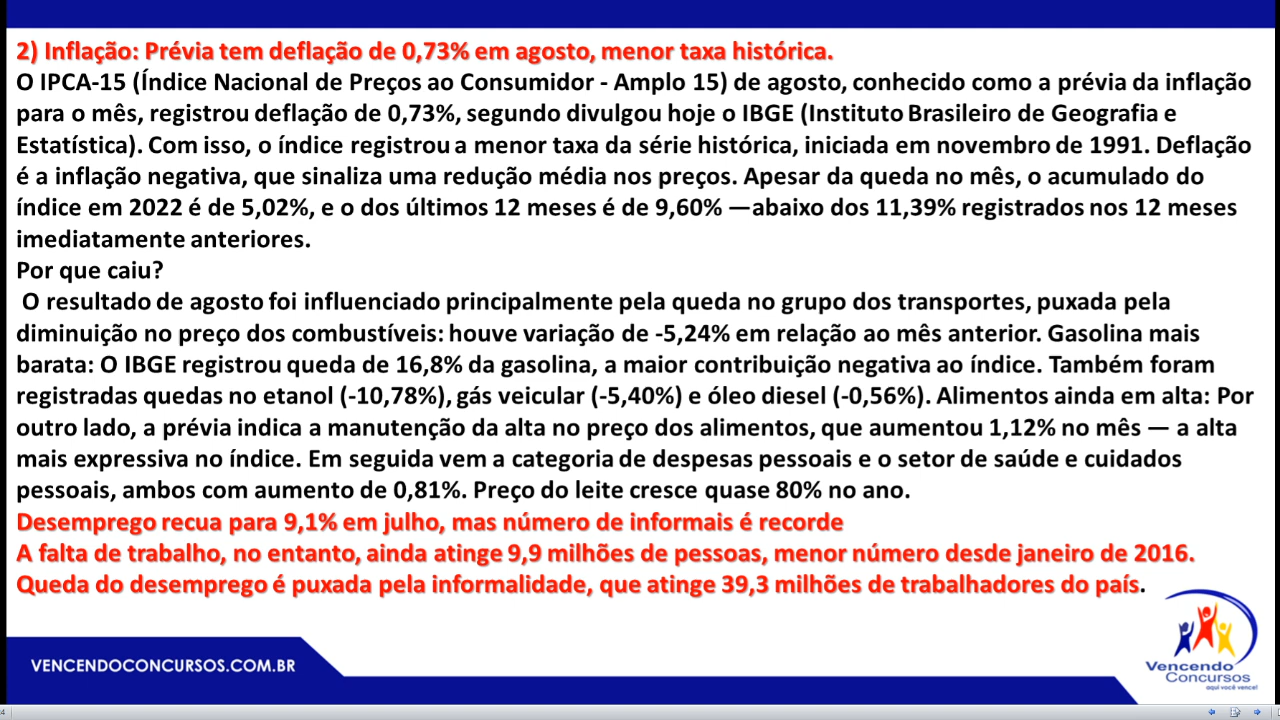 2) Inflação: Prévia tem deflação de 0,73% em agosto, menor taxa histórica.
O IPCA-15 (Índice Nacional de Preços ao Consumidor - Amplo 15) de agosto, conhecido como a prévia da inflação
para o mês, registrou deflação de 0,73%, segundo divulgou hoje o IBGE (Instituto Brasileiro de Geografia e
Estatística). Com isso, o índice registrou a menor taxa da série histórica, iniciada em novembro de 1991. Deflação
é a inflação negativa, que sinaliza uma redução média nos preços. Apesar da queda no mês, o acumulado do
índice em 2022 é de 5,02%, e o dos últimos 12 meses é de 9,60% —abaixo dos 11,39% registrados nos 12 meses
imediatamente anteriores.
Por que caiu?
O resultado de agosto foi influenciado principalmente pela queda no grupo dos transportes, puxada pela
diminuição no preço dos combustíveis: houve variação de -5,24% em relação ao mês anterior. Gasolina mais
barata: O IBGE registrou queda de 16,8% da gasolina, a maior contribuição negativa ao índice. Também foram
registradas quedas no etanol (-10,78%), gás veicular (-5,40%) e óleo diesel (-0,56%). Alimentos ainda em alta: Por
outro lado, a prévia indica a manutenção da alta no preço dos alimentos, que aumentou 1,12% no mês — a alta
mais expressiva no índice. Em seguida vem a categoria de despesas pessoais e o setor de saúde e cuidados
pessoais, ambos com aumento de 0,81%. Preço do leite cresce quase 80% no ano.
Desemprego recua para 9,1% em julho, mas número de informais é recorde
A falta de trabalho, no entanto, ainda atinge 9,9 milhões de pessoas, menor número desde janeiro de 2016.
Queda do desemprego é puxada pela informalidade, que atinge 39,3 milhões de trabalhadores do país.
VENCENDOCONCURSOS.COM.BR
Vencendo
Concursos
aqui você vence!